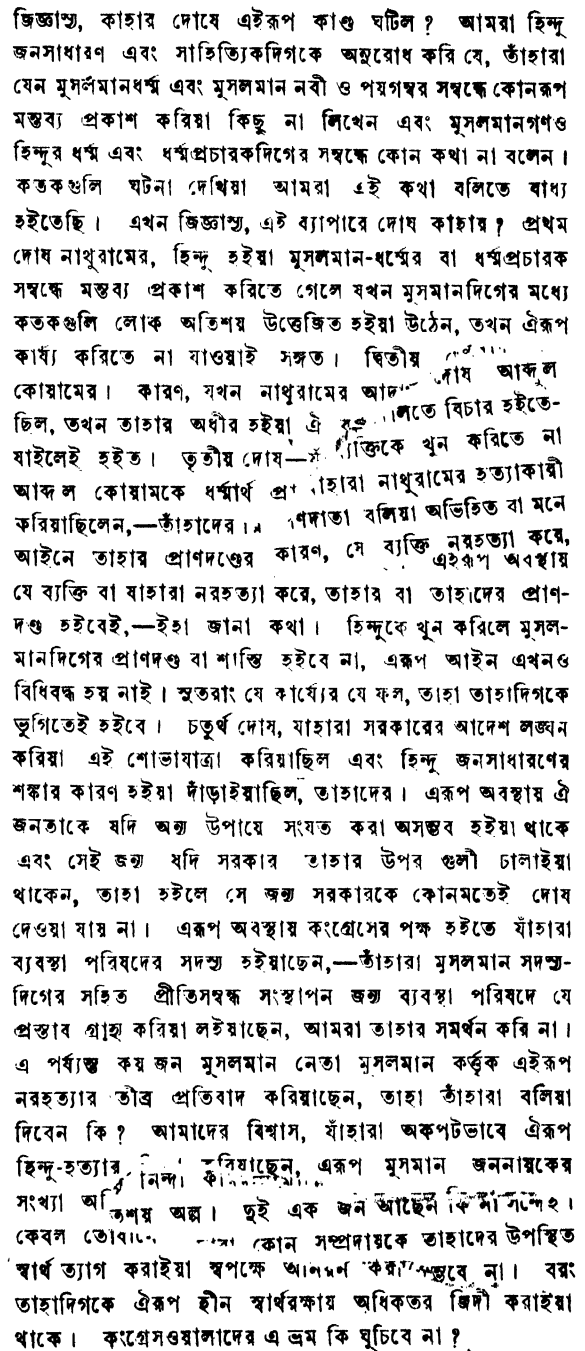 জিজ্ঞাস্য, কাহার দোষে এইরূপ কাণ্ড ঘটিল ? আমরা হিন্দু
জনসাধারণ এবং সাহিত্যিকদিগকে অনুরোধ করি যে, তাঁহারা
যেন মুসলমানধর্ম্ম এবং মুসলমান নবী ও পয়গম্বর সম্বন্ধে কোনরূপ
মন্তব্য প্রকাশ করিয়া কিছু না লিখেন এবং মুসলমানগণও
হিন্দুর ধর্ম্ম এবং ধর্ম্মপ্রচারকদিগের সম্বন্ধে কোন কথা না বলেন।
কতকগুলি ঘটনা দেখিয়া আমরা এই কথা বলিতে বাধ্য
হইতেছি। এখন জিজ্ঞাস্য, এই ব্যাপারে দোষ কাহার? প্রথম
দোষ নাথুরামের, হিন্দু হইয়া মুসলমান-ধর্ম্মের বা ধর্ম্মপ্রচারক
সম্বন্ধে মন্তব্য প্রকাশ করিতে গেলে যখন মুসমানদিগের মধ্যে
কতকগুলি লোক অতিশয় উত্তেজিত হইয়া উঠেন, তখন ঐরূপ
কার্য্য করিতে না যাওয়াই সঙ্গত। দ্বিতীয় দোষ আব্দুল
কোয়ামের। কারণ, যখন নাথুরামের বিচার হইতে-
ছিল, তখন তাহার অধীর হইয়া ঐ ব্যক্তিকে খুন করিতে না
যাইলেই হইত। তৃতীয় দোষ—যাঁহারা নাথুরামের হত্যাকারী
আব্দল কোয়ামকে ধর্ম্মার্থ প্রাণদাতা বলিয়া অভিহিত বা মনে
করিয়াছিলেন,—তাঁহাদের। যে ব্যক্তি নরহত্যা করে,
আইনে তাহার প্রাণদণ্ডের কারণ, এইরূপ অবস্থায়
যে ব্যক্তি বা যাহারা নরহত্যা করে, তাহার বা তাহাদের প্রাণ-
দণ্ড হইবেই,—ইহা জানা কথা। হিন্দুকে খুন করিলে মুসল-
মানদিগের প্রাণদণ্ড বা শাস্তি হইবে না, এরূপ আইন এখনও
বিধিবদ্ধ হয় নাই। সুতরাং যে কার্য্যের যে ফল, তাহা তাহাদিগকে
ভুগিতেই হইবে। চতুর্থ দোষ, যাহারা সরকারের আদেশ লঙ্ঘন
করিয়া এই শোভাযাত্রা করিয়াছিল এবং হিন্দু জনসাধারণের
শঙ্কার কারণ হইয়া দাঁড়াইয়াছিল, তাহাদের। এরূপ অবস্থায় ঐ
জনতাকে যদি অন্য উপায়ে সংযত করা অসম্ভব হইয়া থাকে
এবং সেই জন্য যদি সরকার তাহার উপর গুলী চালাইয়া
থাকেন, তাহা হইলে সে জন্য সরকারকে কোনমতেই দোষ
দেওয়া যায় না। এরূপ অবস্থায় কংগ্রেসের পক্ষ হইতে যাঁহারা
ব্যবস্থা পরিষদের সদস্য হইয়াছেন,—তাঁহারা মুসলমান সদস্য-
দিগের সহিত প্রীতিসম্বন্ধ সংস্থাপন জন্য ব্যবস্থা পরিষদে যে
প্রস্তাব গ্রাহ্য করিয়া লইয়াছেন, আমরা তাহার সমর্থন করি না।
এ পর্য্যন্ত কয় জন মুসলমান নেতা মুসলমান কর্ত্তৃক এইরূপ
নরহত্যার তীব্র প্রতিবাদ করিয়াছেন, তাহা তাঁহারা বলিয়া
দিবেন কি? আমাদের বিশ্বাস, যাঁহারা অকপটভাবে ঐরূপ
হিন্দু-হত্যার নিন্দা করিয়াছেন, এরূপ মুসমান জননায়কের
সংখ্যা অতিশয় অল্প। দুই এক জন আছেন কি না সন্দেহ।
কেবল কোন সম্প্রদায়কে তাহাদের উপস্থিত
স্বার্থ ত্যাগ করাইয়া স্বপক্ষে আনয়ন করা সম্ভবে না। বরং
তাহাদিগকে ঐরূপ হীন স্বার্থরক্ষায় অধিকতর জিদী করাইয়া
থাকে। কংগ্রেসওয়ালাদের এ ভ্রম কি ঘুচিবে না?